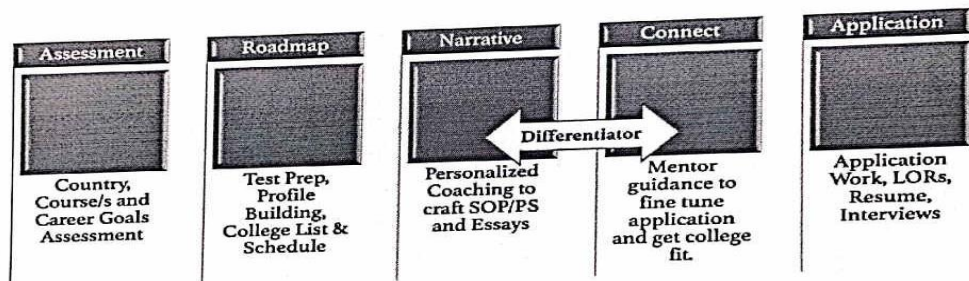 Assessment
Country,
Course/s and
Career Goals
Assessment
Roadmap
Test Prep,
Profile
Building,
College List &
Schedule
Narrative
Personalized
Coaching to
craft SOP/PS
and Essays
Differentiator
Connect
Mentor
guidance to
fine tune
application
and get college
fit.
Application
Application
Work, LORs,
Resume,
Interviews